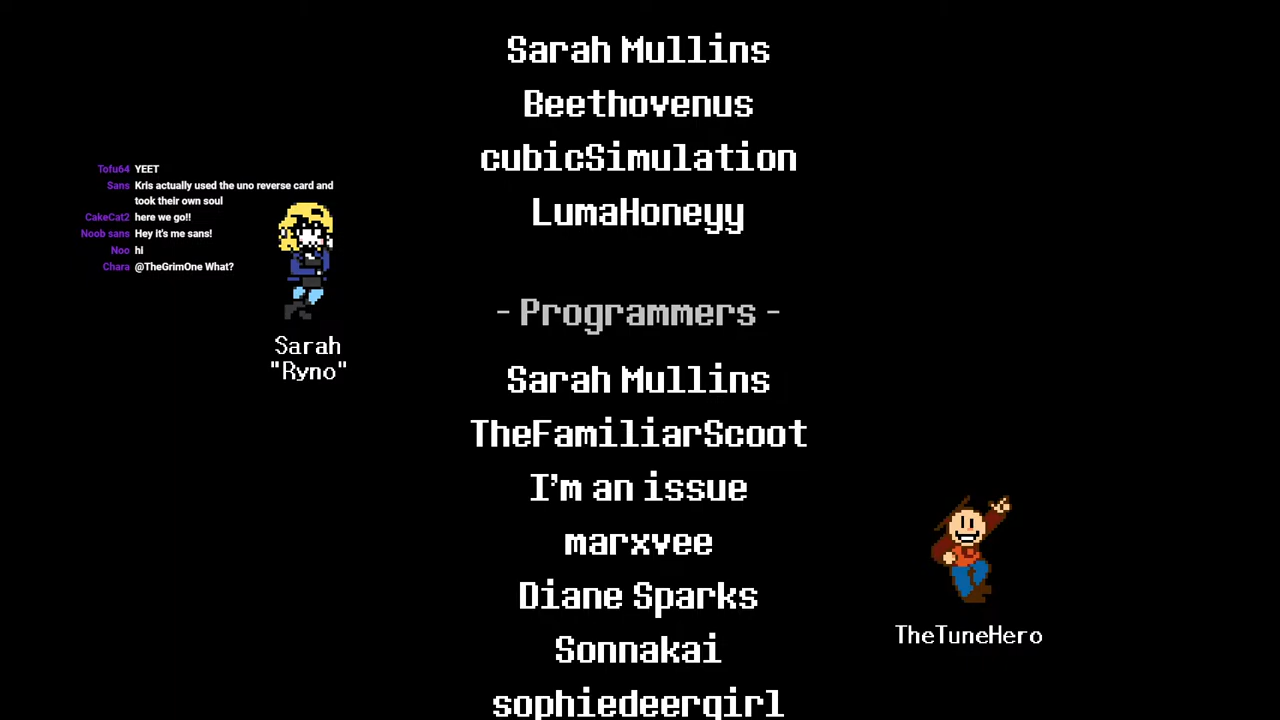 Sarah Mullins
Beethovenus
cubicSimulation
LumaHoneyy
- Programmers -
Sarah Mullins
TheFamiliarScoot
I'm an issue
marxvee
Diane Sparks
Sonnakai
sophiedeergirl
Tofu64 YEET
Sans Kris actually used the uno reverse card and
took their own soul
CakeCat2 here we go!!
Noob sans Hey it's me sans!
Noo hi
Chara @TheGrimOne What?
Sarah
"Ryno"
TheTuneHero